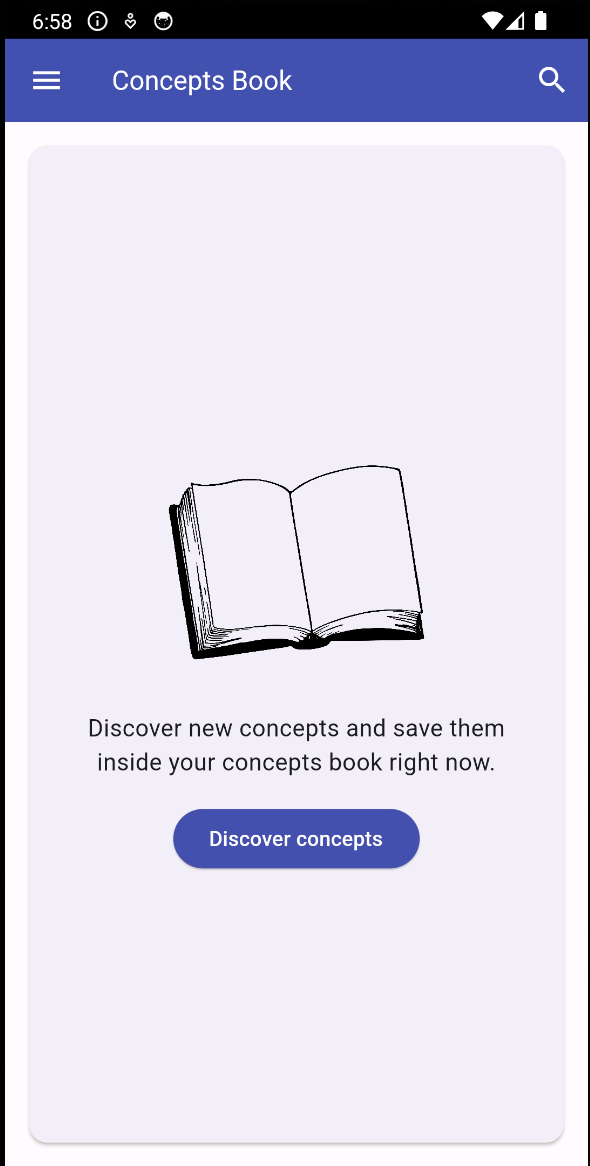 6:58
Concepts Book
Discover new concepts and save them
inside your concepts book right now.
Discover concepts